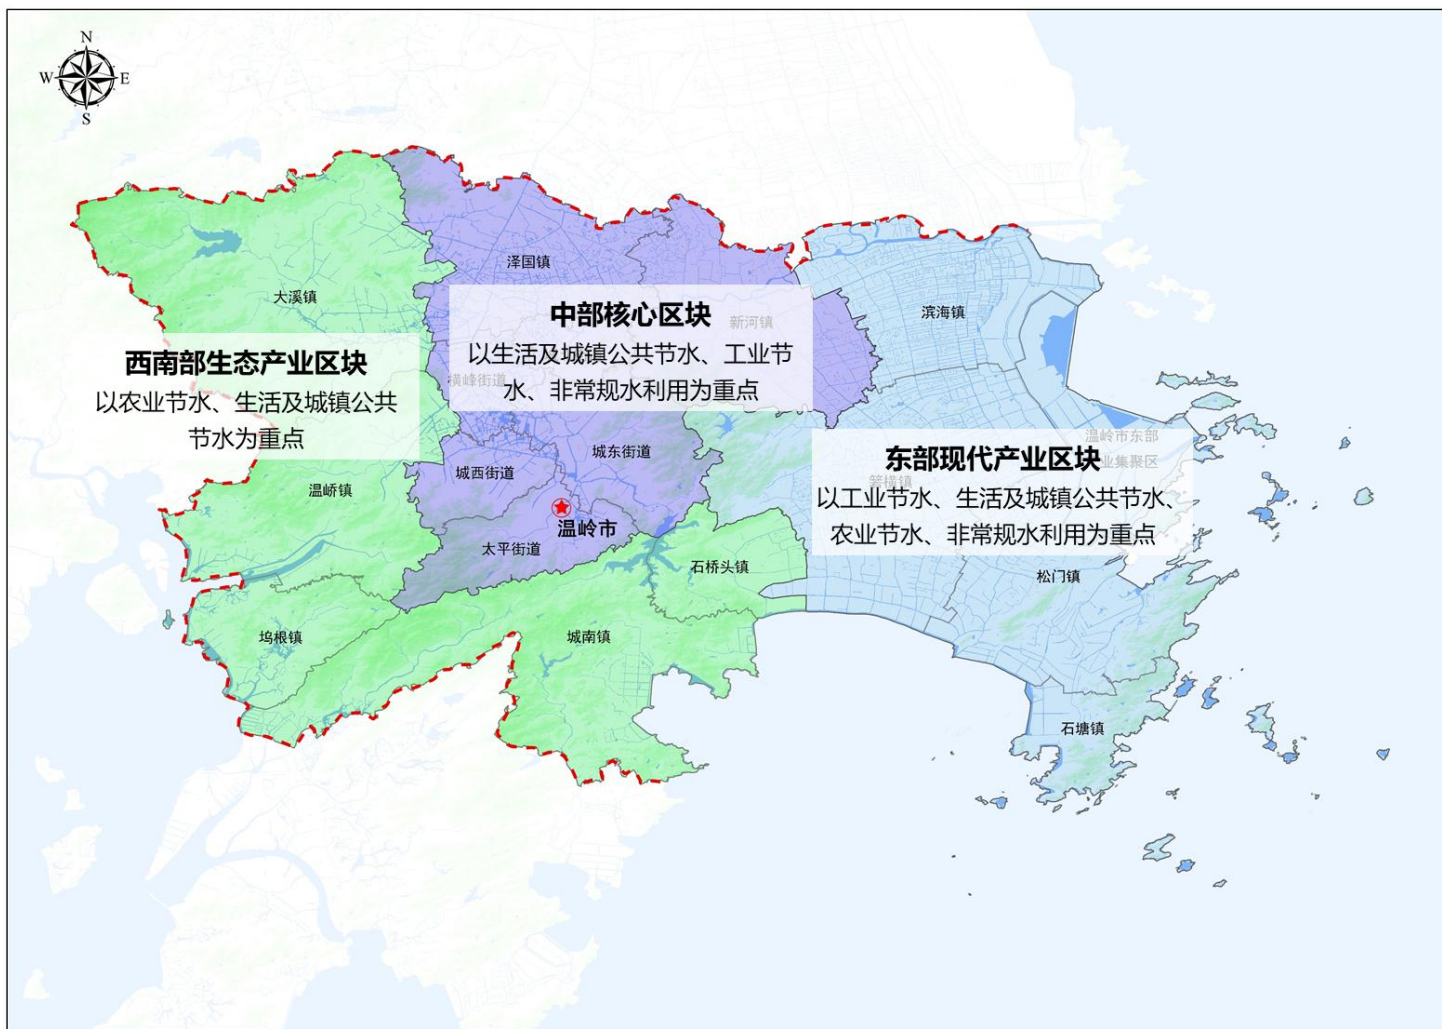 N
W E
S
泽国镇
大溪镇
滨海镇
中部核心区块
新河镇
以生活及城镇公共节水、工业节
水、非常规水利用为重点
横峰街道
西南部生态产业区块
以农业节水、生活及城镇公共
节水为重点
温岭市东部
业集聚区
东部现代产业区块
箬横镇
以工业节水、生活及城镇公共节水、
农业节水、非常规水利用为重点
城东街道
城西街道
温峤镇
温岭市
太平街道
石桥头镇
松门镇
坞根镇
城南镇
石塘镇